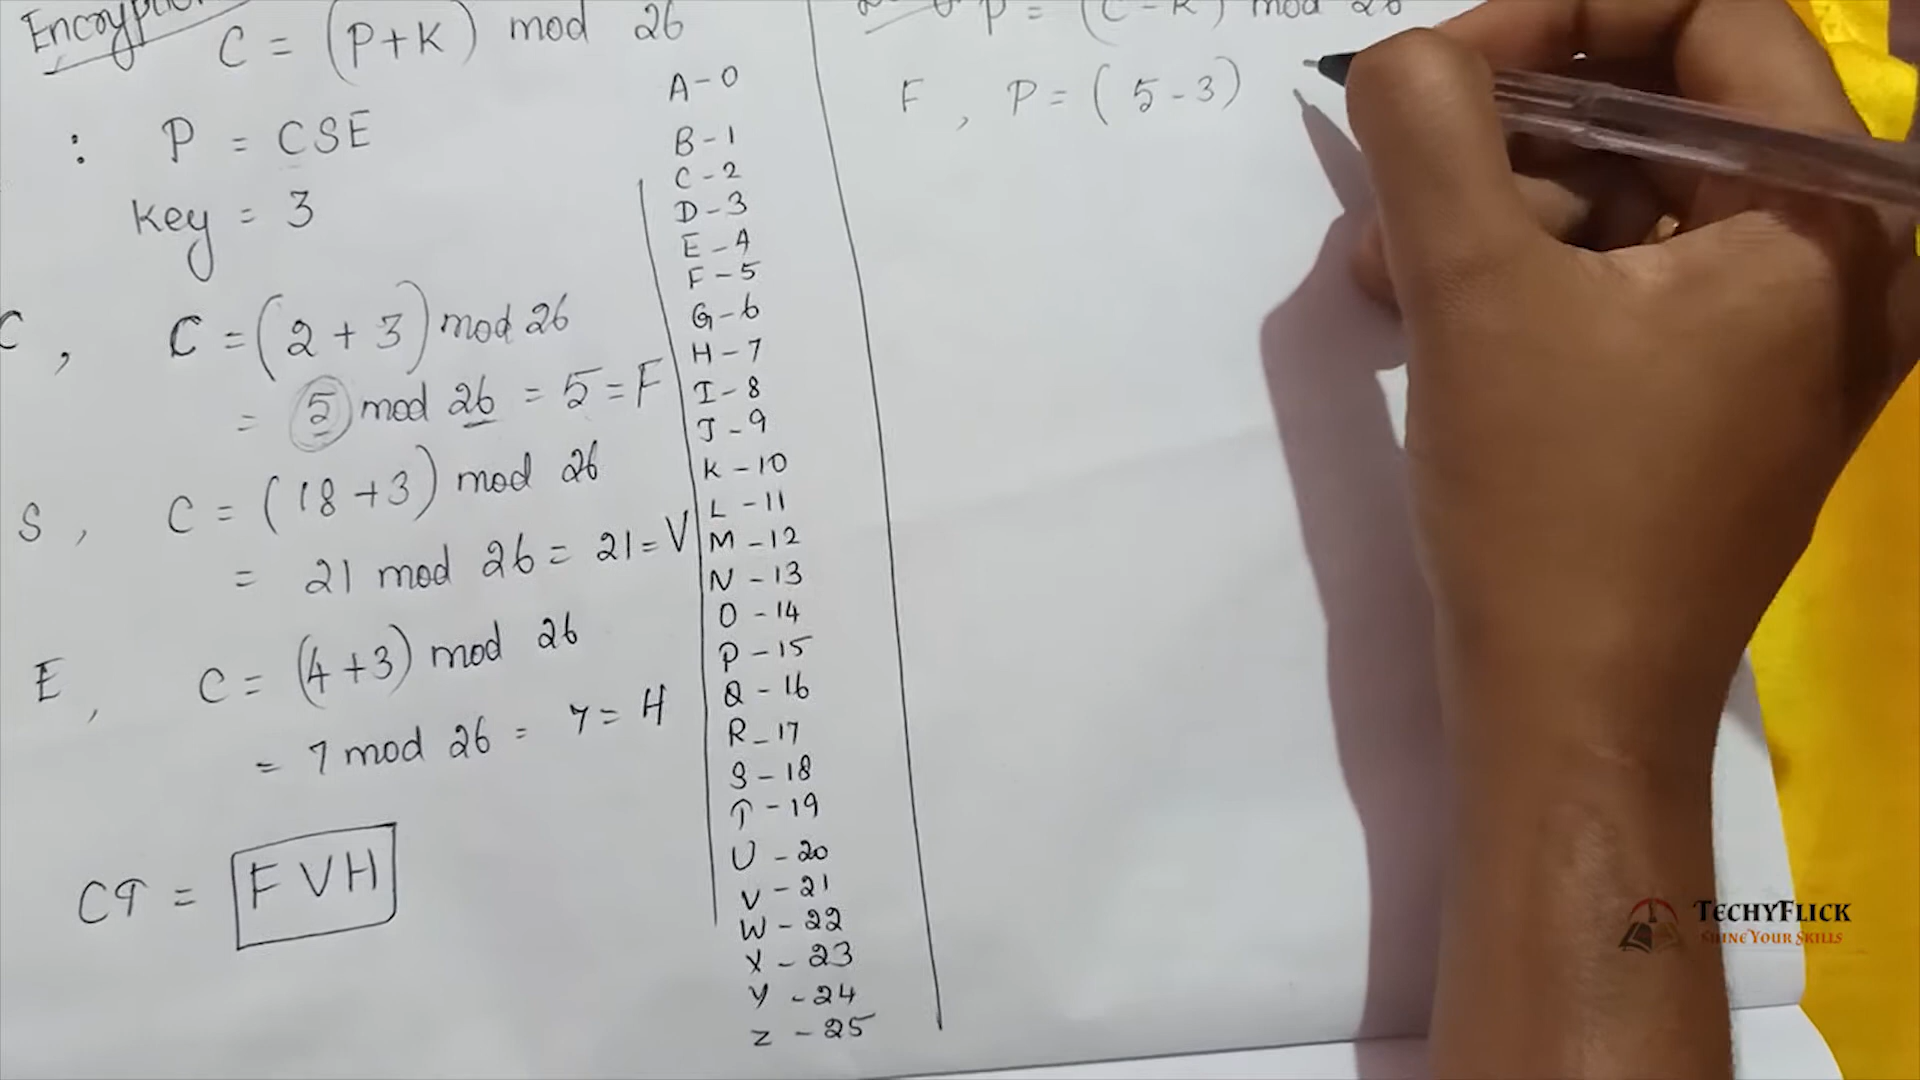 Encryption
C = (P+K) mod 26
: P = CSE
Key = 3
C, C = (2 + 3) mod 26
= 5 mod 26 = 5 = F
S, C = (18 + 3) mod 26
= 21 mod 26 = 21 = V
E, C = (4 + 3) mod 26
= 7 mod 26 = 7 = H
CT = FVH
A - 0
B - 1
C - 2
D - 3
E - 4
F - 5
G - 6
H - 7
I - 8
J - 9
K - 10
L - 11
M - 12
N - 13
O - 14
P - 15
Q - 16
R - 17
S - 18
T - 19
U - 20
V - 21
W - 22
X - 23
Y - 24
Z - 25
P = (C - K) mod 26
F, P = (5 - 3)
TECHYFLICK
SHINE YOUR SKILLS